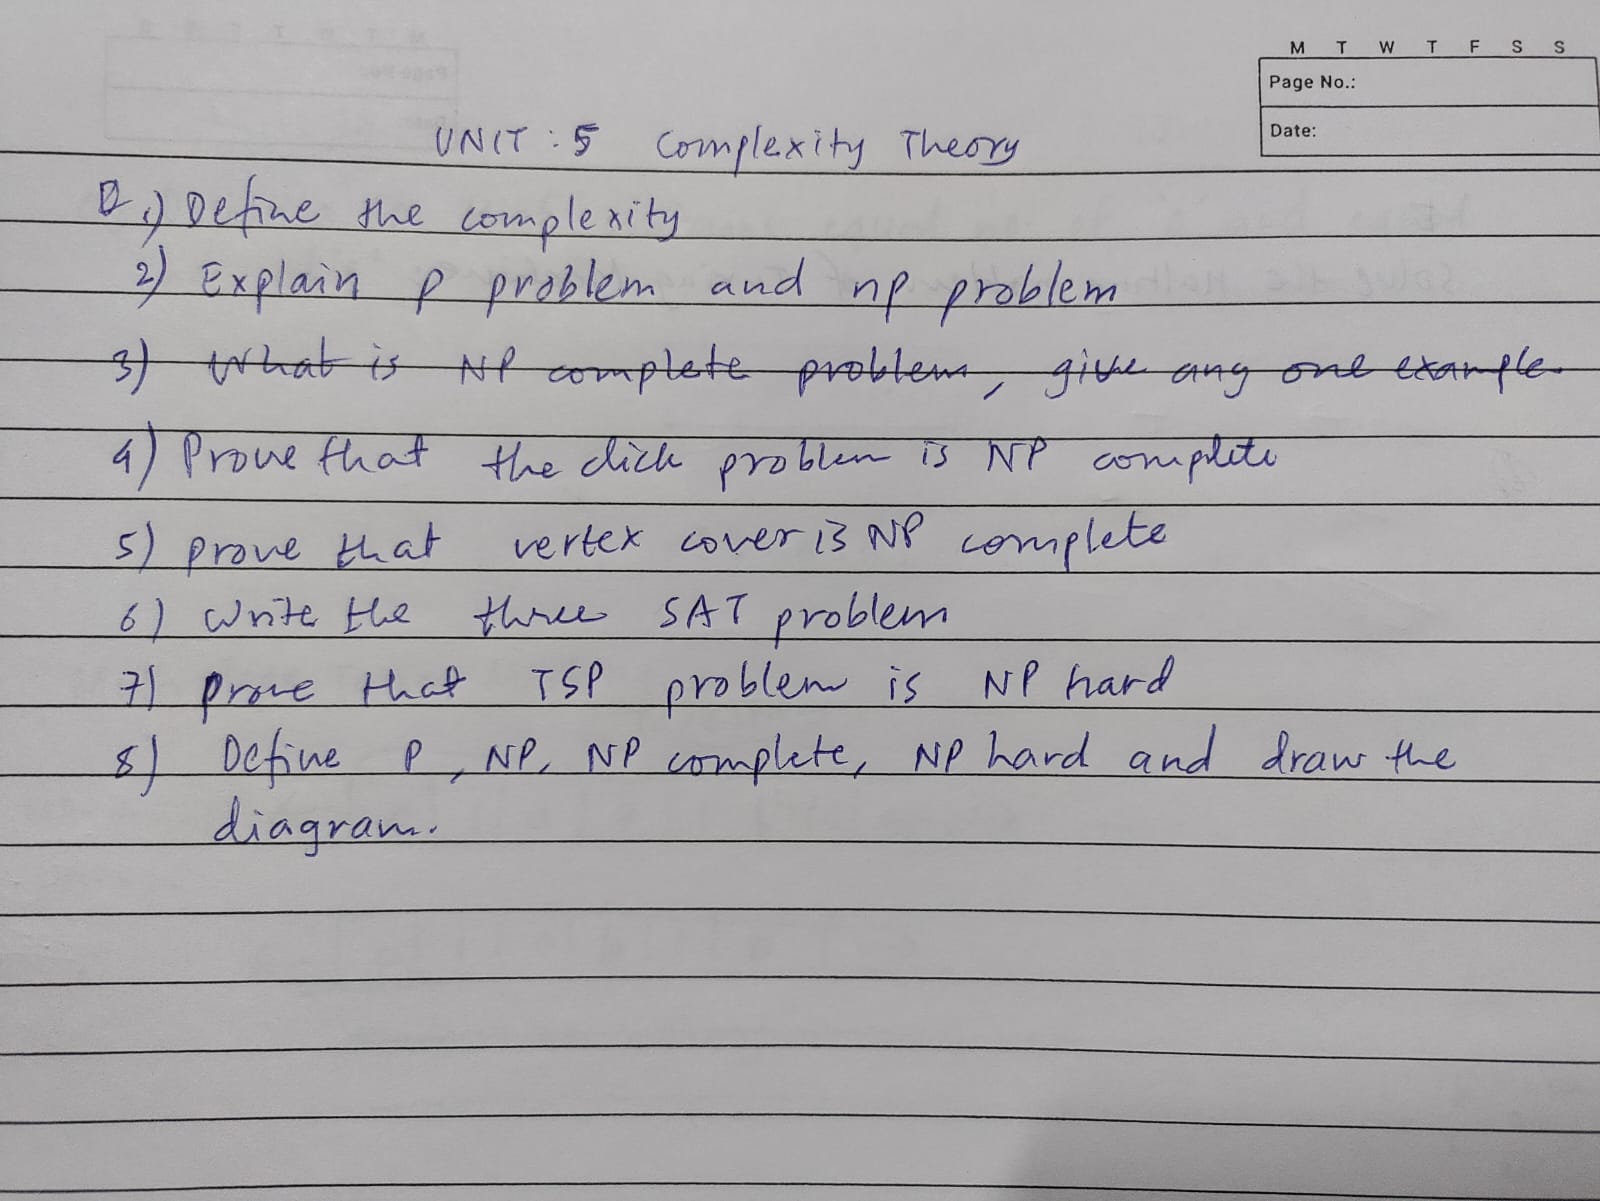 M T W T F S S
Page No.:
Date:
UNIT : 5 Complexity Theory
Q 1) Define the complexity
2) Explain p problem and np problem
3) What is NP complete problem, give any one example.
4) Prove that the click problem is NP complete
5) prove that vertex cover is NP complete
6) Write the three SAT problem
7) prove that TSP problem is NP hard
8) Define P, NP, NP complete, NP hard and draw the
diagram.